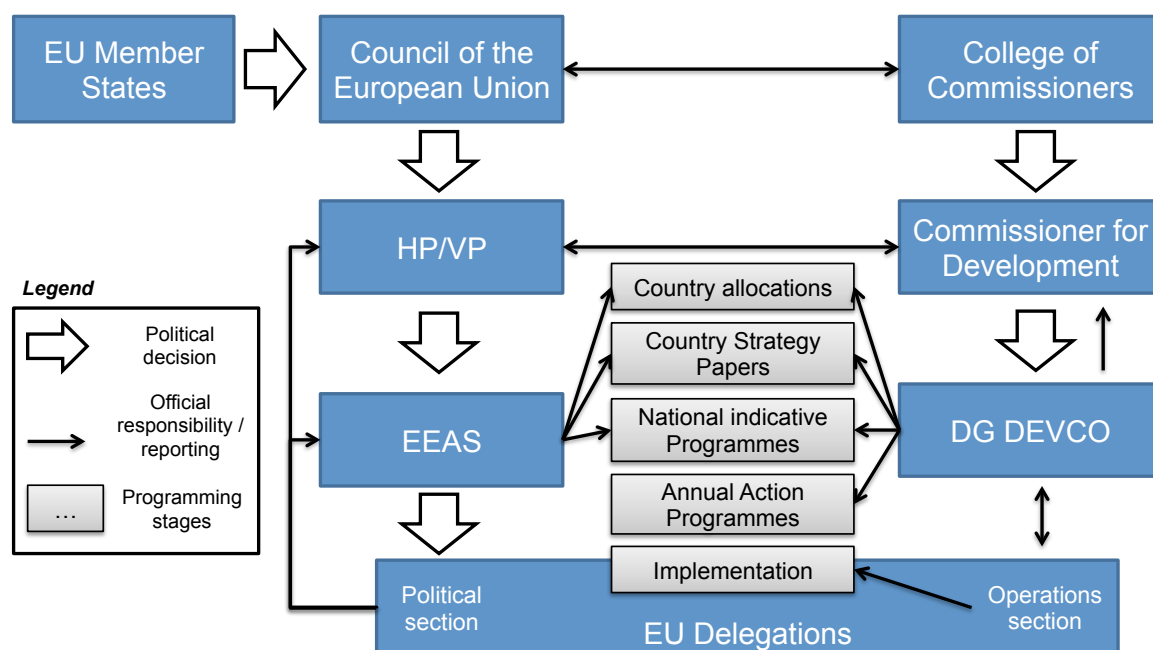 EU Member
States
Council of the
European Union
College of
Commissioners
HP/VP
Commissioner for
Development
Legend
Political
decision
Official
responsibility /
reporting
...
Programming
stages
Country allocations
Country Strategy
Papers
National indicative
Programmes
Annual Action
Programmes
Implementation
EEAS
DG DEVCO
Political
section
EU Delegations
Operations
section